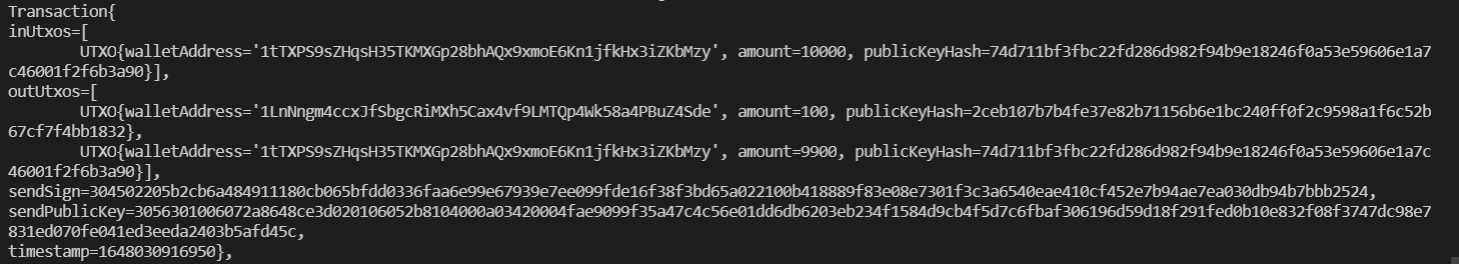 Transaction{
inUtxos=[
        UTXO{walletAddress='1tTXPS9sZHqsH35TKMXGp28bhAQx9xmoE6Kn1jfkHx3iZKbMzy', amount=10000, publicKeyHash=74d711bf3fbc22fd286d982f94b9e18246f0a53e59606e1a7
c46001f2f6b3a90}],
outUtxos=[
        UTXO{walletAddress='1LnNngm4ccxJfSbgcRiMXh5Cax4vf9LMTQp4Wk58a4PBuZ4Sde', amount=100, publicKeyHash=2ceb107b7b4fe37e82b71156b6e1bc240ff0f2c9598a1f6c52b
67cf7f4bb1832},
        UTXO{walletAddress='1tTXPS9sZHqsH35TKMXGp28bhAQx9xmoE6Kn1jfkHx3iZKbMzy', amount=9900, publicKeyHash=74d711bf3fbc22fd286d982f94b9e18246f0a53e59606e1a7c
46001f2f6b3a90}],
sendSign=304502205b2cb6a484911180cb065bfdd0336faa6e99e67939e7ee099fde16f38f3bd65a022100b418889f83e08e7301f3c3a6540eae410cf452e7b94ae7ea030db94b7bbb2524,
sendPublicKey=3056301006072a8648ce3d020106052b8104000a03420004fae9099f35a47c4c56e01dd6db6203eb234f1584d9cb4f5d7c6fbaf306196d59d18f291fed0b10e832f08f3747dc98e7
831ed070fe041ed3eeda2403b5afd45c,
timestamp=1648030916950},